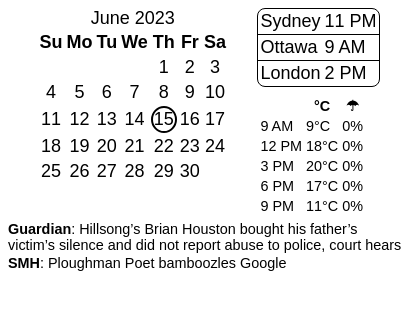 June 2023
Su Mo Tu We Th Fr Sa
1 2 3
4 5 6 7 8 9 10
11 12 13 14 15 16 17
18 19 20 21 22 23 24
25 26 27 28 29 30
Sydney 11 PM
Ottawa 9 AM
London 2 PM
°C ☂
9 AM 9°C 0%
12 PM 18°C 0%
3 PM 20°C 0%
6 PM 17°C 0%
9 PM 11°C 0%
Guardian: Hillsong’s Brian Houston bought his father’s
victim’s silence and did not report abuse to police, court hears
SMH: Ploughman Poet bamboozles Google